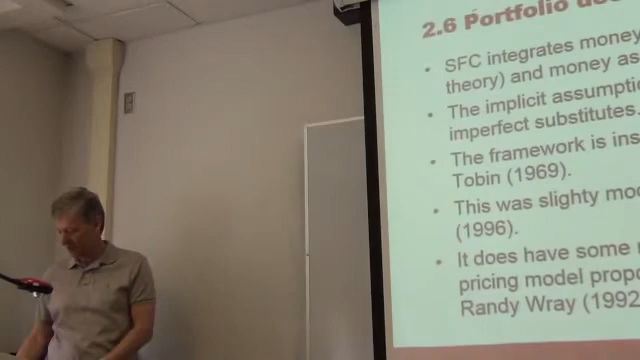 2.6 Portfolio
• SFC integrates money
theory) and money as
• The implicit assumptio
imperfect substitutes.
• The framework is ins
Tobin (1969).
• This was slighty mo
(1996).
• It does have some
pricing model propo
Randy Wray (1992